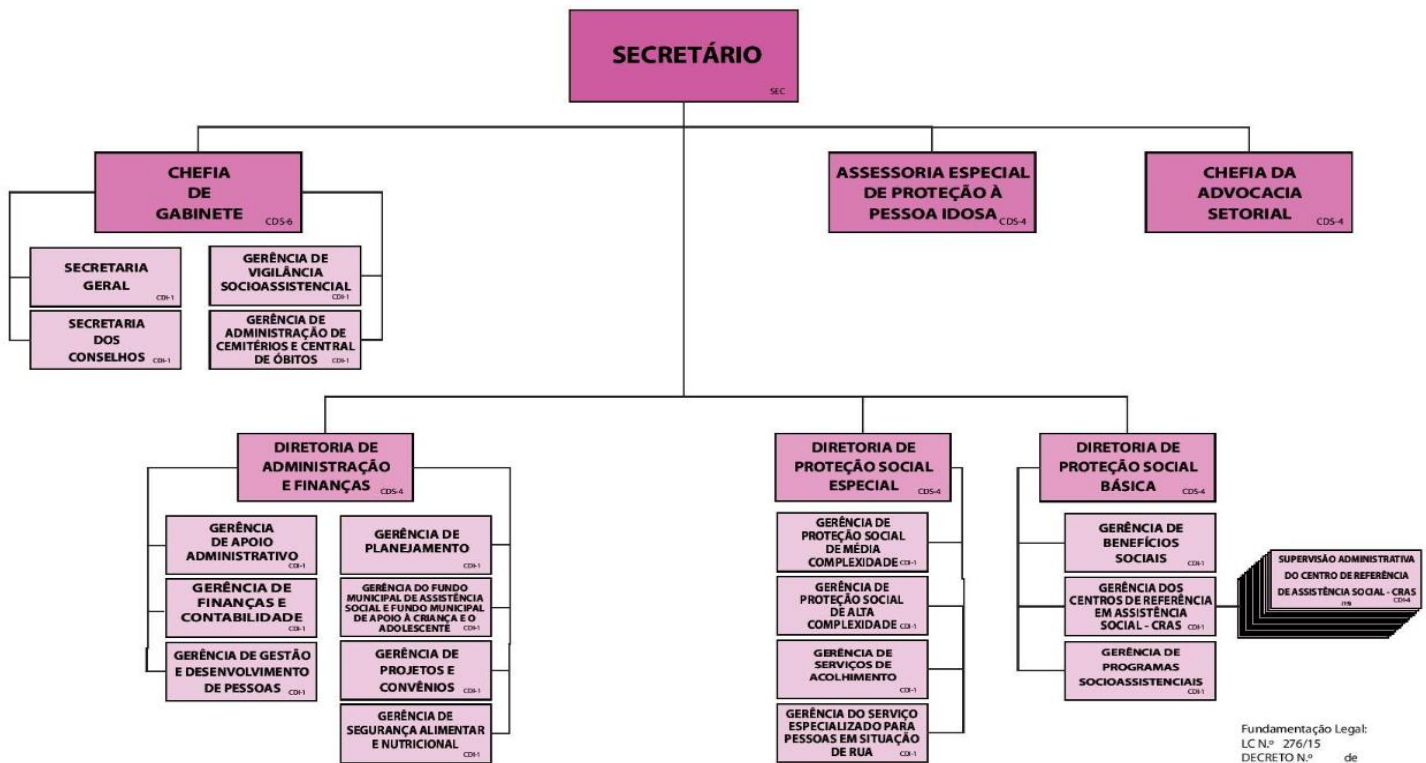 SECRETÁRIO
SEC
CHEFIA
DE
GABINETE
CDS-6
ASSESSORIA ESPECIAL
DE PROTEÇÃO À
PESSOA IDOSA
CDS-4
CHEFIA DA
ADVOCACIA
SETORIAL
CDS-4
SECRETARIA
GERAL
CDI-1
GERÊNCIA DE
VIGILÂNCIA
SOCIOASSISTENCIAL
CDI-1
SECRETARIA
DOS
CONSELHOS CDI-1
GERÊNCIA DE
ADMINISTRAÇÃO DE
CEMITÉRIOS E CENTRAL
DE ÓBITOS CDI-1
DIRETORIA DE
ADMINISTRAÇÃO
E FINANÇAS CDS-4
DIRETORIA DE
PROTEÇÃO SOCIAL
ESPECIAL CDS-4
DIRETORIA DE
PROTEÇÃO SOCIAL
BÁSICA CDS-4
GERÊNCIA
DE APOIO
ADMINISTRATIVO
CDI-1
GERÊNCIA DE
FINANÇAS E
CONTABILIDADE
CDI-1
GERÊNCIA DE GESTÃO
E DESENVOLVIMENTO
DE PESSOAS CDI-1
GERÊNCIA DE
PLANEJAMENTO
CDI-1
GERÊNCIA DO FUNDO
MUNICIPAL DE ASSISTÊNCIA
SOCIAL E FUNDO MUNICIPAL
DE APOIO À CRIANÇA E O
ADOLESCENTE CDI-1
GERÊNCIA DE
PROJETOS E
CONVÊNIOS CDI-1
GERÊNCIA DE
SEGURANÇA ALIMENTAR
E NUTRICIONAL
CDI-1
GERÊNCIA DE
PROTEÇÃO SOCIAL
DE MÉDIA
COMPLEXIDADE CDI-1
GERÊNCIA DE
PROTEÇÃO SOCIAL
DE ALTA
COMPLEXIDADE CDI-1
GERÊNCIA DE
SERVIÇOS DE
ACOLHIMENTO
CDI-1
GERÊNCIA DO SERVIÇO
ESPECIALIZADO PARA
PESSOAS EM SITUAÇÃO
DE RUA
CDI-1
GERÊNCIA DE
BENEFÍCIOS
SOCIAIS
CDI-1
GERÊNCIA DOS
CENTROS DE REFERÊNCIA
EM ASSISTÊNCIA
SOCIAL - CRAS CDI-1
GERÊNCIA DE
PROGRAMAS
SOCIOASSISTENCIAIS
CDI-1
SUPERVISÃO ADMINISTRATIVA
DO CENTRO DE REFERÊNCIA
DE ASSISTÊNCIA SOCIAL - CRAS
CDI-4
Fundamentação Legal:
LC N.º 276/15
DECRETO N.º de